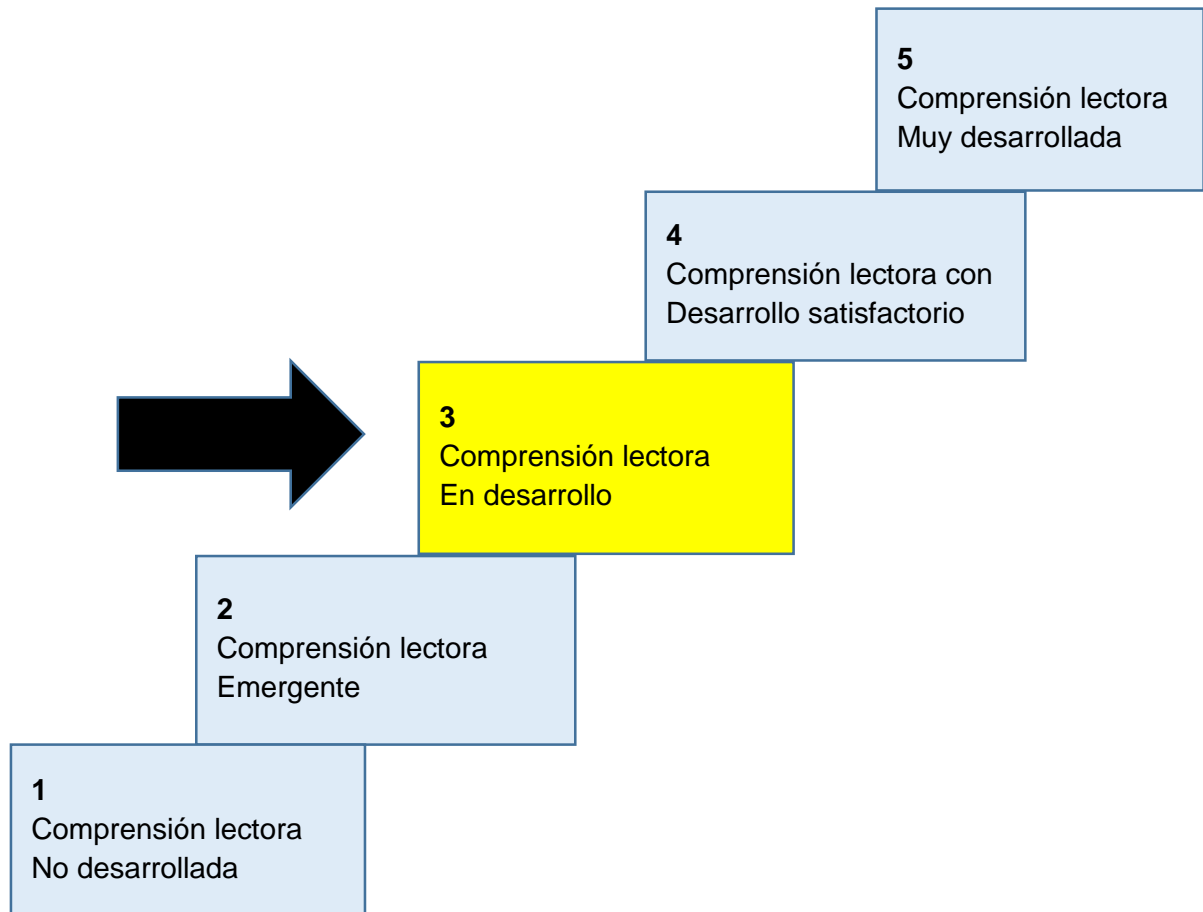 5
Comprensión lectora
Muy desarrollada
4
Comprensión lectora con
Desarrollo satisfactorio
3
Comprensión lectora
En desarrollo
2
Comprensión lectora
Emergente
1
Comprensión lectora
No desarrollada